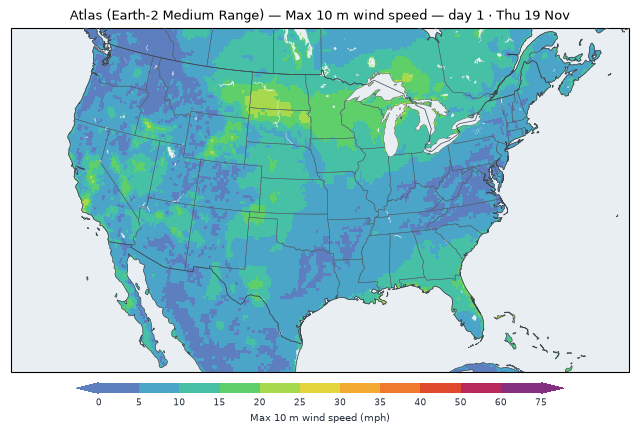 Atlas (Earth-2 Medium Range) — Max 10 m wind speed — day 1 · Thu 19 Nov
0 5 10 15 20 25 30 35 40 50 60 75
Max 10 m wind speed (mph)